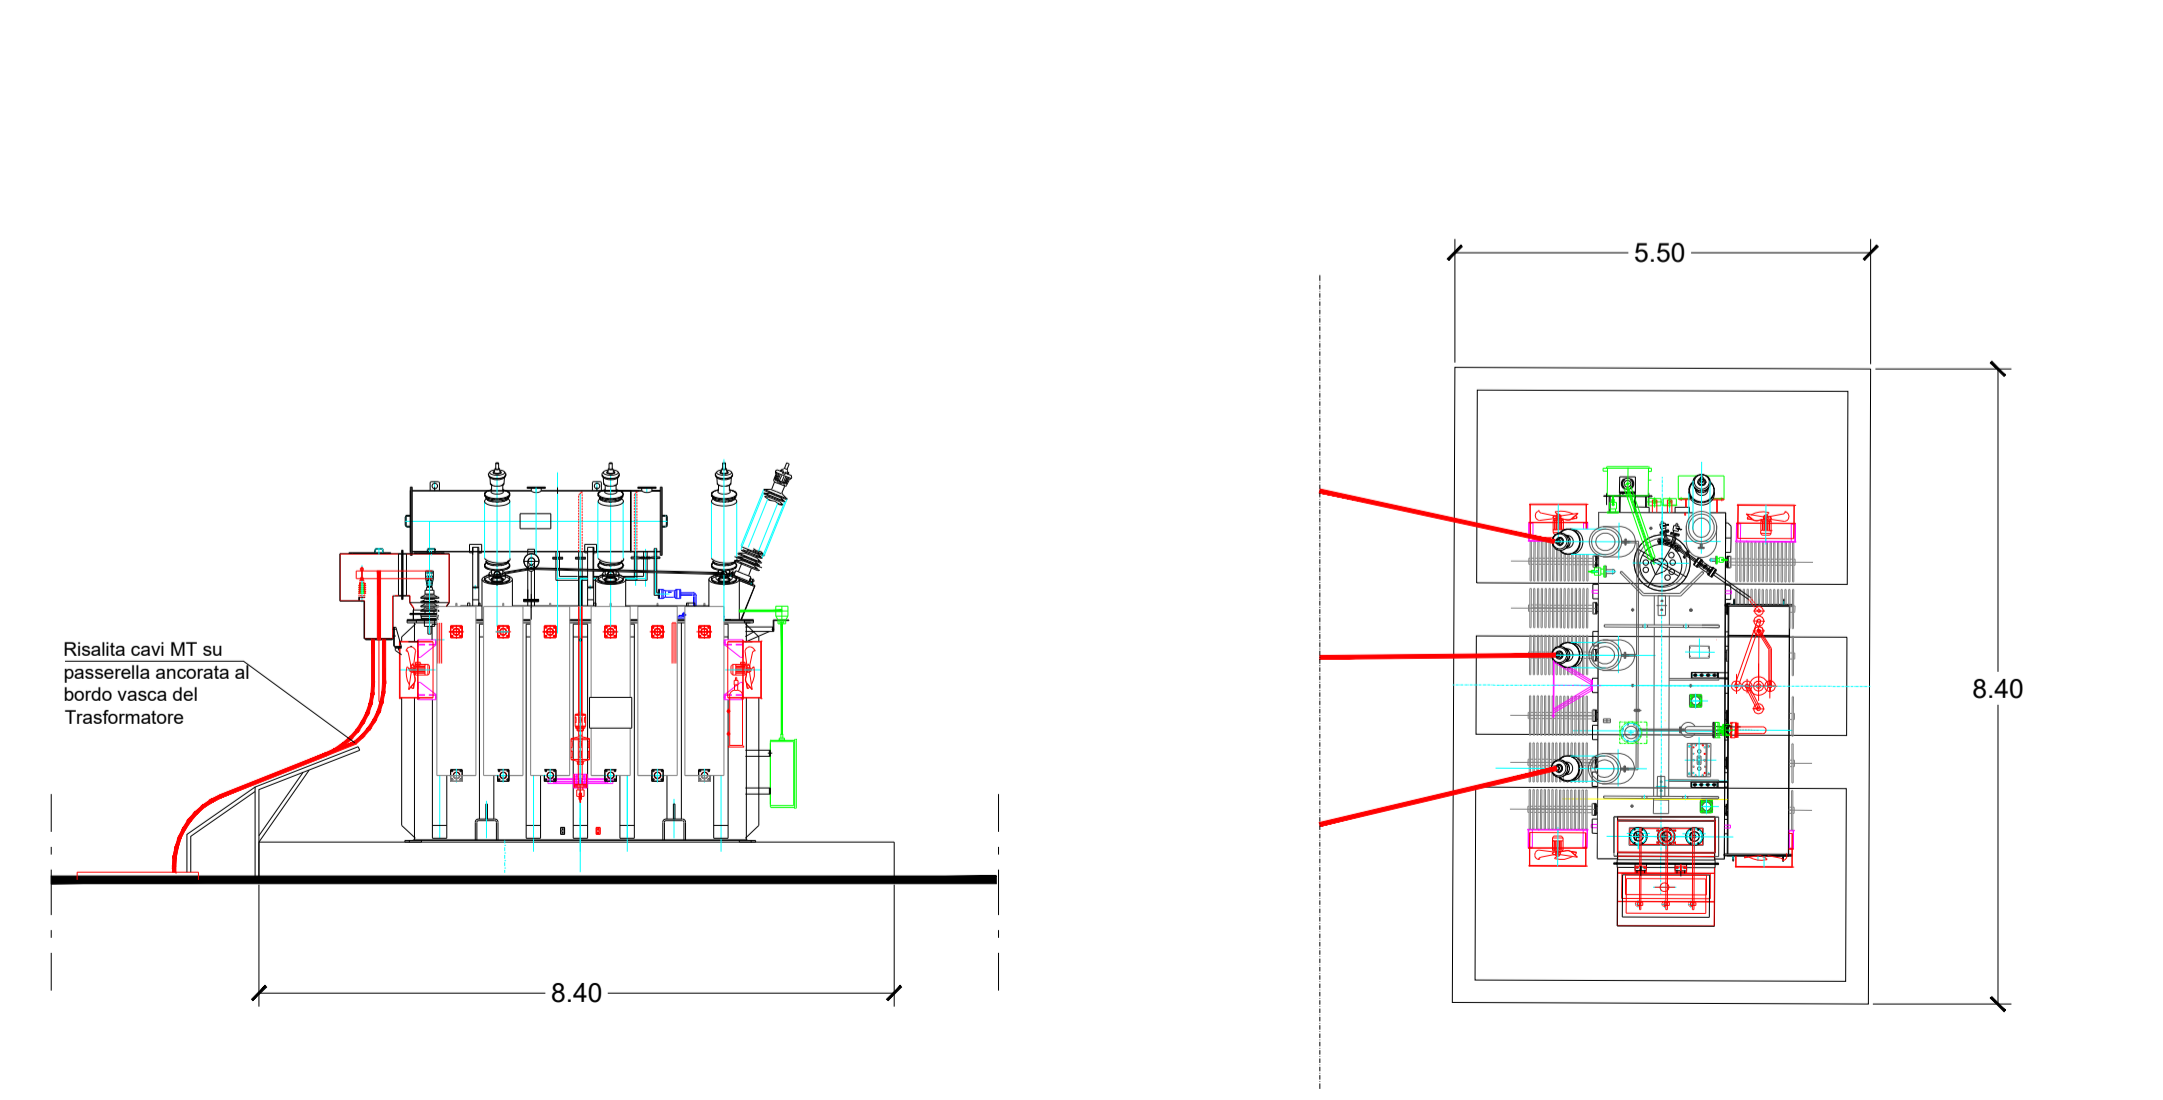 Risalita cavi MT su
passerella ancorata al
bordo vasca del
Trasformatore
8.40
5.50
8.40